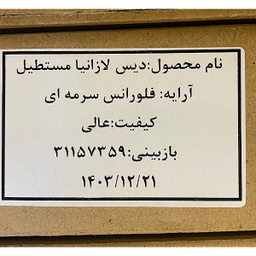 نام محصول:دیس لازانیا مستطیل
آرایه: فلورانس سرمه ای
کیفیت:عالی
بازبینی:۳۱۱۵۷۳۵۹
۱۴۰۳/۱۲/۲۱